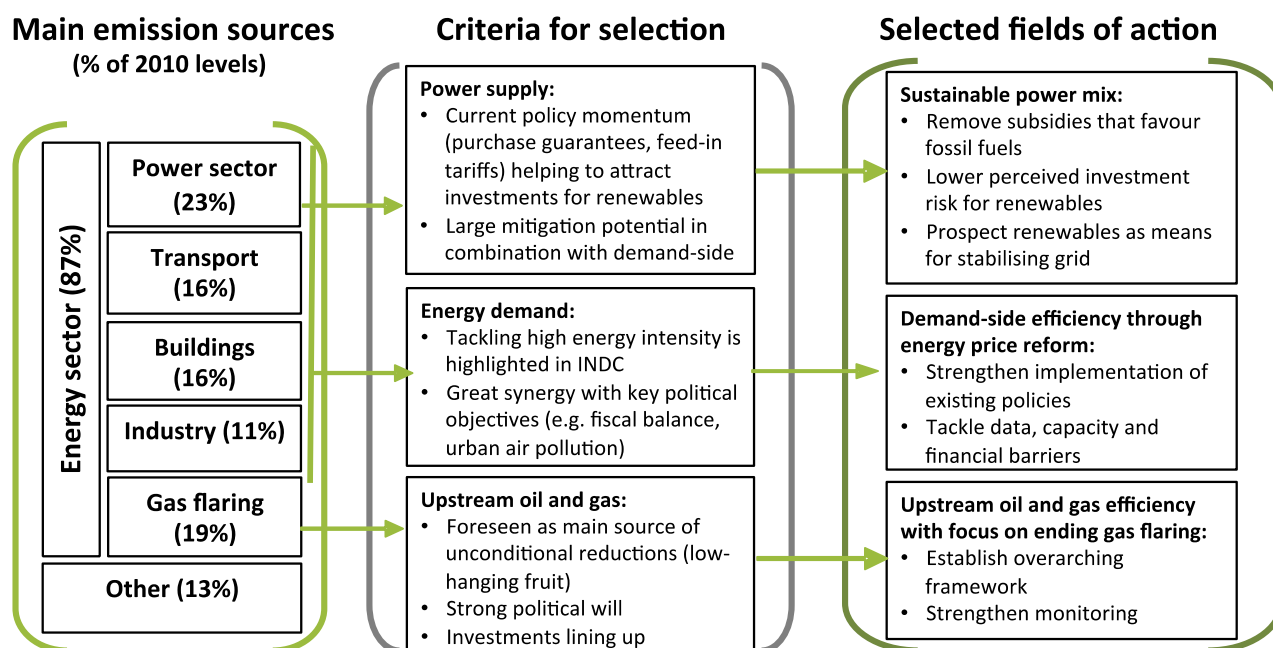 Main emission sources
(% of 2010 levels)
Energy sector (87%)
Power sector
(23%)
Transport
(16%)
Buildings
(16%)
Industry (11%)
Gas flaring
(19%)
Other (13%)
Criteria for selection
Power supply:
• Current policy momentum
(purchase guarantees, feed-in
tariffs) helping to attract
investments for renewables
• Large mitigation potential in
combination with demand-side
Energy demand:
• Tackling high energy intensity is
highlighted in INDC
• Great synergy with key political
objectives (e.g. fiscal balance,
urban air pollution)
Upstream oil and gas:
• Foreseen as main source of
unconditional reductions (low-
hanging fruit)
• Strong political will
• Investments lining up
Selected fields of action
Sustainable power mix:
• Remove subsidies that favour
fossil fuels
• Lower perceived investment
risk for renewables
• Prospect renewables as means
for stabilising grid
Demand-side efficiency through
energy price reform:
• Strengthen implementation of
existing policies
• Tackle data, capacity and
financial barriers
Upstream oil and gas efficiency
with focus on ending gas flaring:
• Establish overarching
framework
• Strengthen monitoring